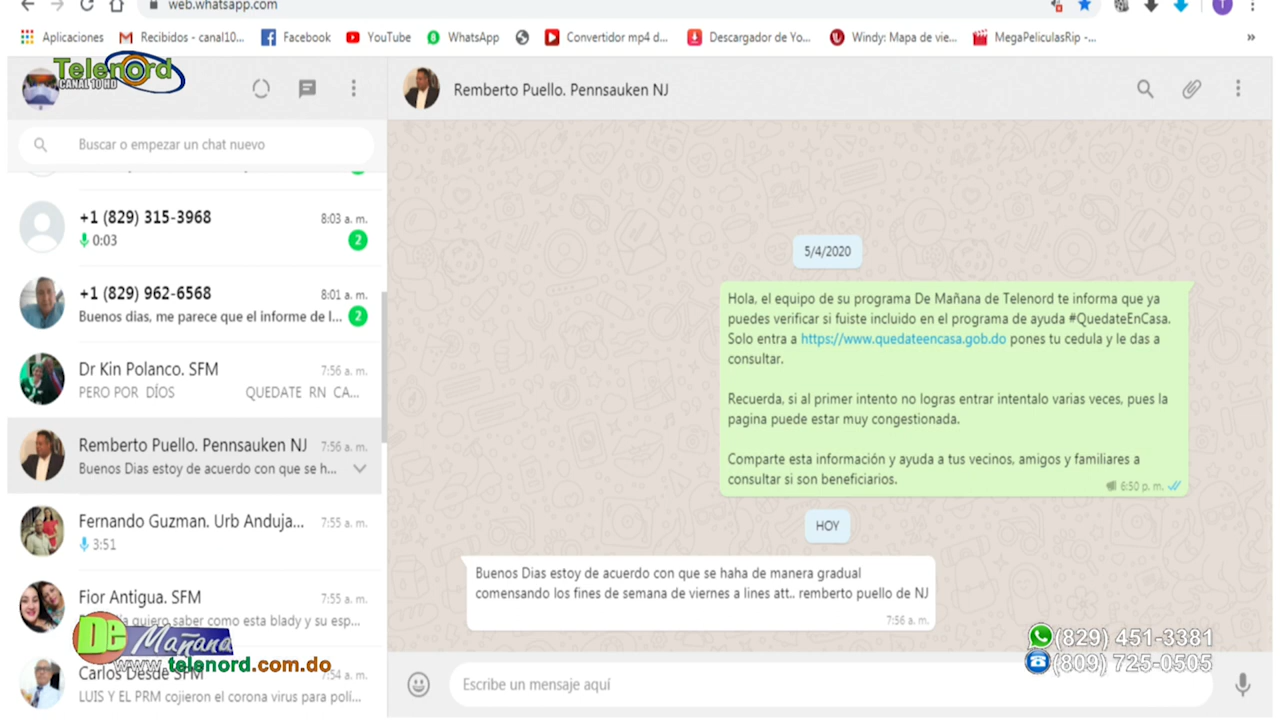 web.whatsapp.com
Aplicaciones
Recibidos - canal10...
Facebook
YouTube
WhatsApp
Convertidor mp4 d...
Descargador de Yo...
Windy: Mapa de vie...
MegaPeliculasRip -...
»
Telenord
CANAL 10 HD
Remberto Puello. Pennsauken NJ
Buscar o empezar un chat nuevo
+1 (829) 315-3968
8:03 a. m.
0:03
2
+1 (829) 962-6568
8:01 a. m.
Buenos dias, me parece que el informe de l...
2
Dr Kin Polanco. SFM
7:56 a. m.
PERO POR DÍOS QUEDATE RN CA...
Remberto Puello. Pennsauken NJ
7:56 a. m.
Buenos Dias estoy de acuerdo con que se h...
Fernando Guzman. Urb Anduja...
7:55 a. m.
3:51
Fior Antigua. SFM
7:55 a. m.
quiero saber como esta blady y su esp...
Carlos Desde SFM
7:54 a. m.
LUIS Y EL PRM cojieron el corona virus para polí...
5/4/2020
Hola, el equipo de su programa De Mañana de Telenord te informa que ya
puedes verificar si fuiste incluido en el programa de ayuda #QuedateEnCasa.
Solo entra a https://www.quedateencasa.gob.do pones tu cedula y le das a
consultar.
Recuerda, si al primer intento no logras entrar intentalo varias veces, pues la
pagina puede estar muy congestionada.
Comparte esta información y ayuda a tus vecinos, amigos y familiares a
consultar si son beneficiarios.
6:50 p. m.
HOY
Buenos Dias estoy de acuerdo con que se haha de manera gradual
comensando los fines de semana de viernes a lines att.. remberto puello de NJ
7:56 a. m.
Escribe un mensaje aquí
De Mañana
www.telenord.com.do
(829) 451-3381
(809) 725-0505